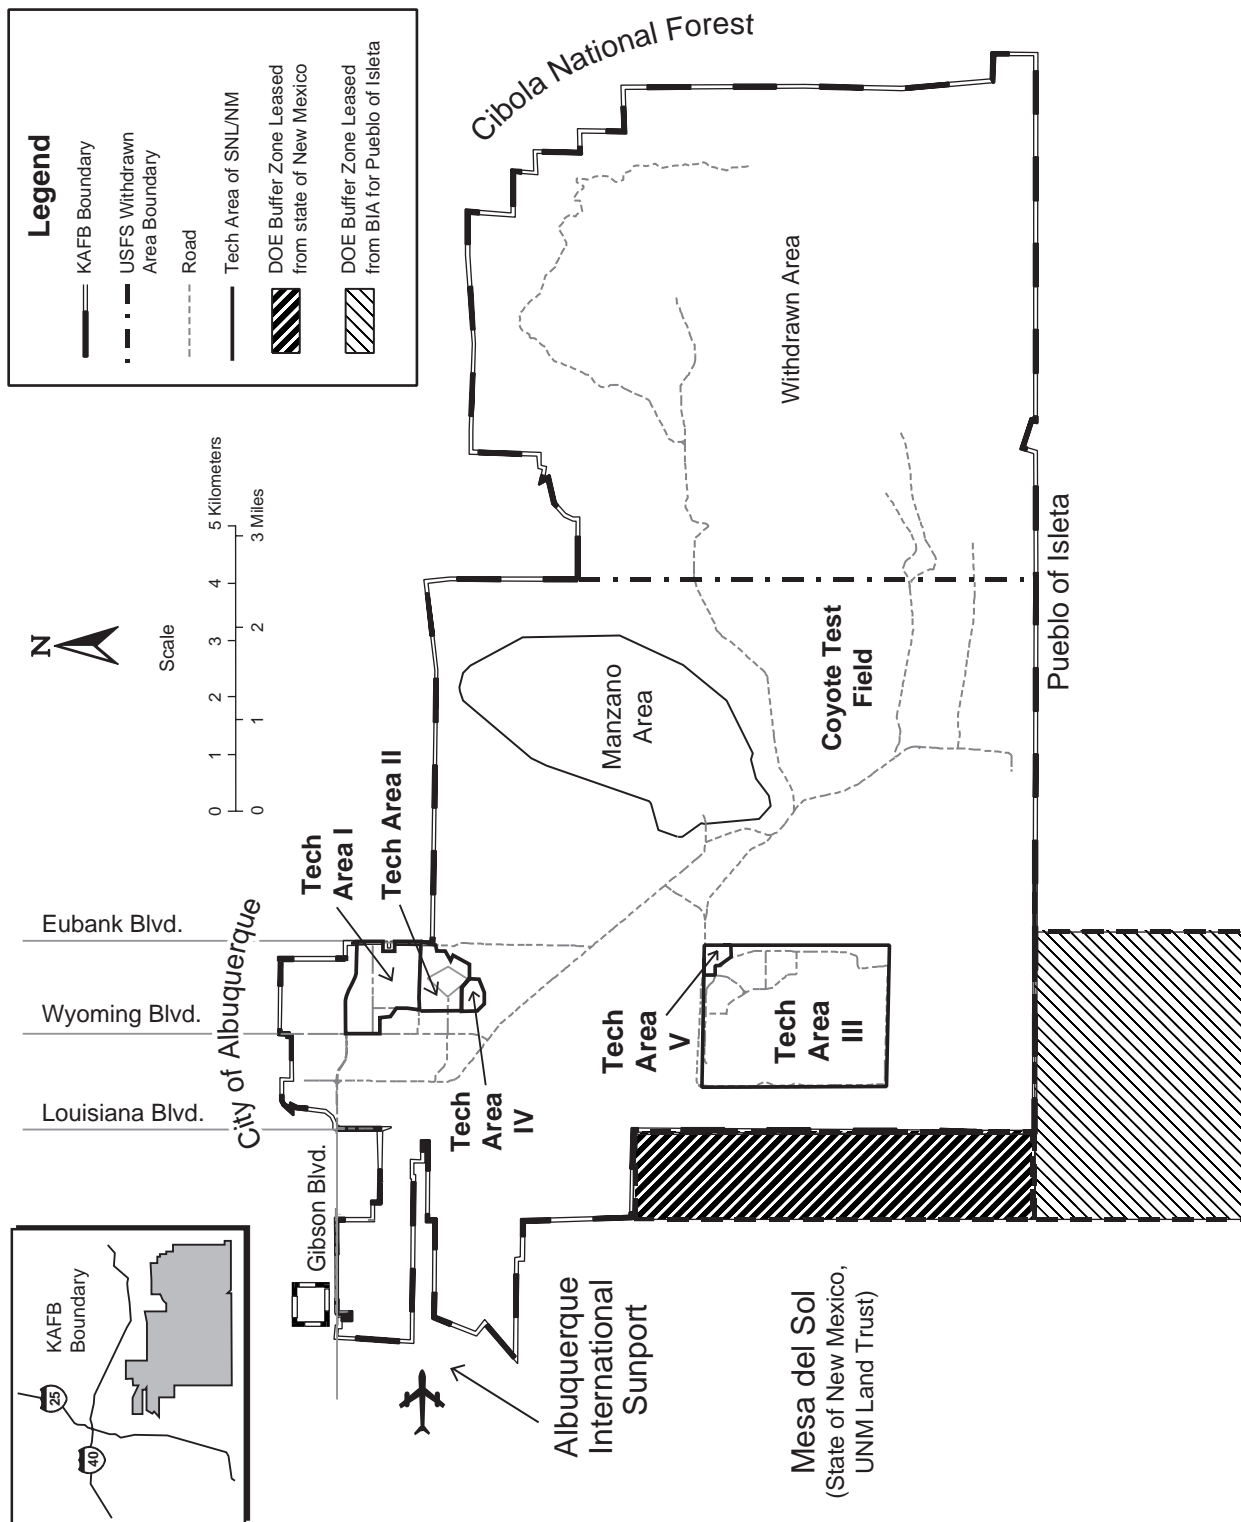 KAFB
Boundary
25
40
Legend
KAFB Boundary
USFS Withdrawn
Area Boundary
Road
Tech Area of SNL/NM
DOE Buffer Zone Leased
from state of New Mexico
DOE Buffer Zone Leased
from BIA for Pueblo of Isleta
N
Scale
0 1 2 3 4 5 Kilometers
0 1 2 3 Miles
Louisiana Blvd.
Wyoming Blvd.
Eubank Blvd.
City of Albuquerque
Gibson Blvd.
Tech
Area I
Tech Area II
Tech
Area
IV
Cibola National Forest
Manzano
Area
Albuquerque
International
Sunport
Tech
Area
V
Tech
Area
III
Coyote Test
Field
Withdrawn Area
Mesa del Sol
(State of New Mexico,
UNM Land Trust)
Pueblo of Isleta